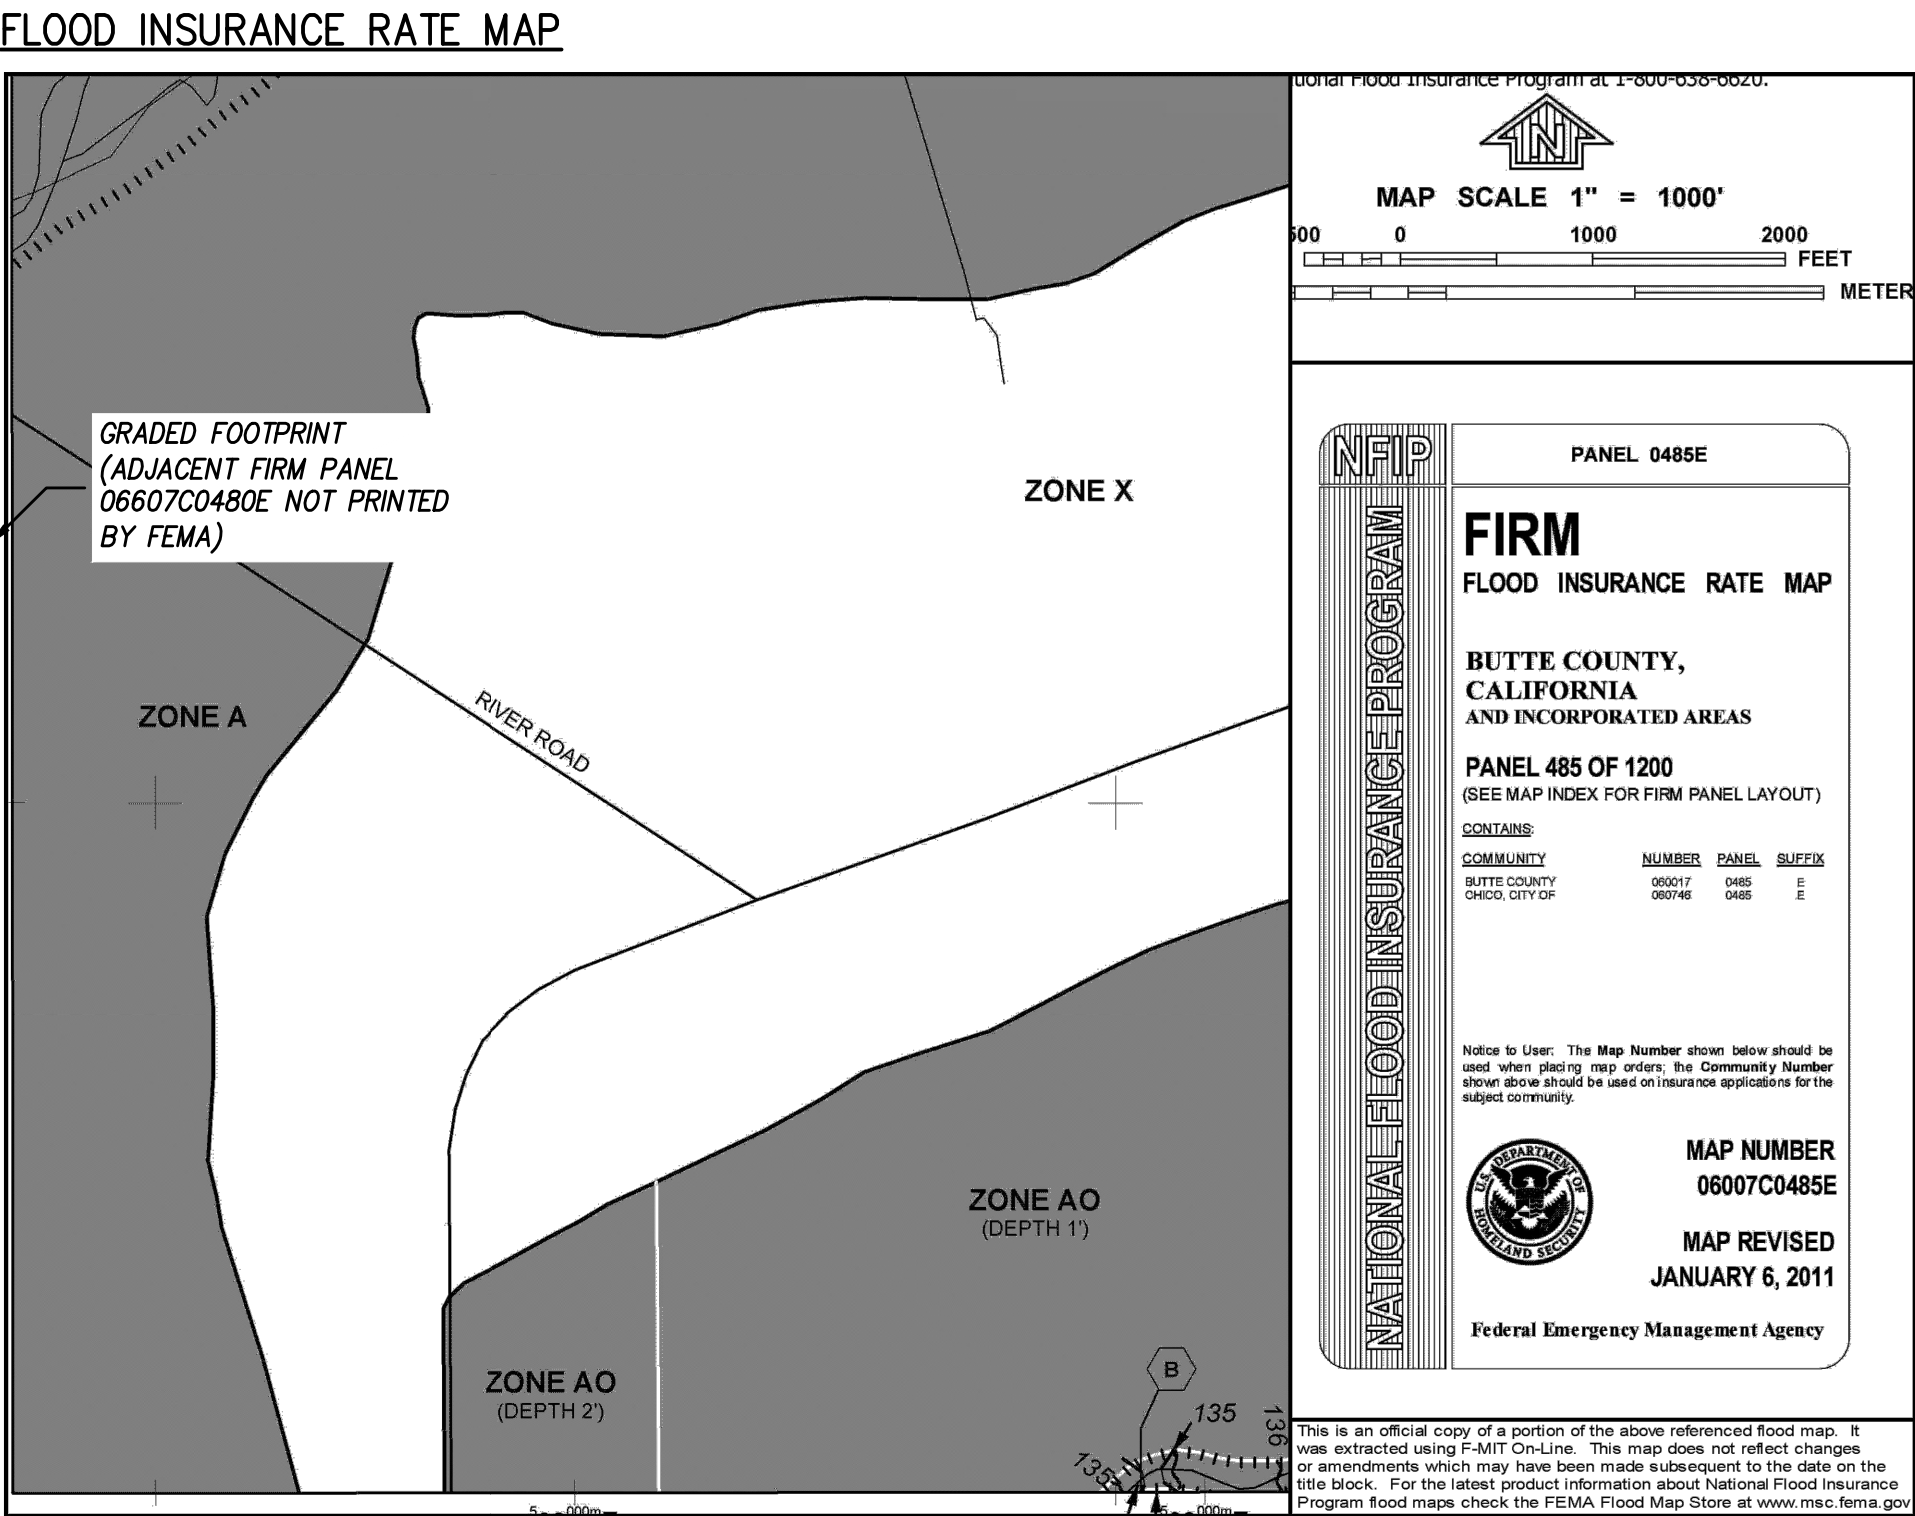 FLOOD INSURANCE RATE MAP
GRADED FOOTPRINT
(ADJACENT FIRM PANEL
06607C0480E NOT PRINTED
BY FEMA)
ZONE X
ZONE A
RIVER ROAD
ZONE AO
(DEPTH 1')
ZONE AO
(DEPTH 2')
B
135
136
135
000m
000m
tional Flood Insurance Program at 1-800-638-6620.
N
MAP SCALE 1" = 1000'
500 0 1000 2000
FEET
METER
NFIP
NATIONAL FLOOD INSURANCE PROGRAM
PANEL 0485E
FIRM
FLOOD INSURANCE RATE MAP
BUTTE COUNTY,
CALIFORNIA
AND INCORPORATED AREAS
PANEL 485 OF 1200
(SEE MAP INDEX FOR FIRM PANEL LAYOUT)
CONTAINS:
COMMUNITY NUMBER PANEL SUFFIX
BUTTE COUNTY 060017 0485 E
CHICO, CITY OF 060746 0485 E
Notice to User: The Map Number shown below should be
used when placing map orders; the Community Number
shown above should be used on insurance applications for the
subject community.
U.S. DEPARTMENT OF
HOMELAND SECURITY
MAP NUMBER
06007C0485E
MAP REVISED
JANUARY 6, 2011
Federal Emergency Management Agency
This is an official copy of a portion of the above referenced flood map. It
was extracted using F-MIT On-Line. This map does not reflect changes
or amendments which may have been made subsequent to the date on the
title block. For the latest product information about National Flood Insurance
Program flood maps check the FEMA Flood Map Store at www.msc.fema.gov